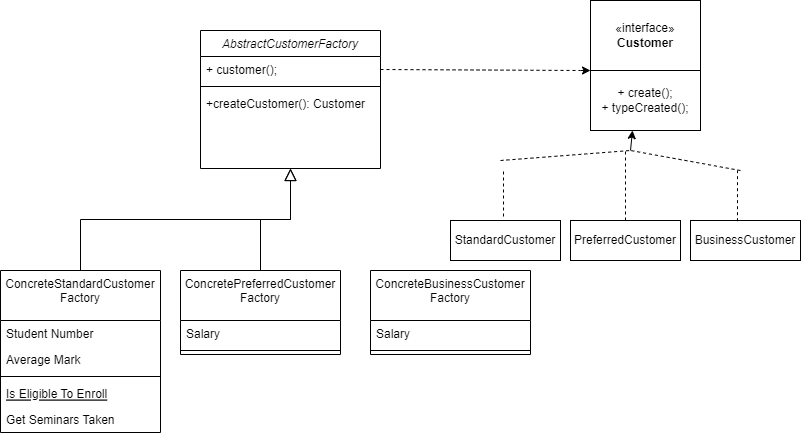 AbstractCustomerFactory
+ customer();
+createCustomer(): Customer
«interface»
Customer
+ create();
+ typeCreated();
StandardCustomer
PreferredCustomer
BusinessCustomer
ConcreteStandardCustomer
Factory
Student Number
Average Mark
Is Eligible To Enroll
Get Seminars Taken
ConcretePreferredCustomer
Factory
Salary
ConcreteBusinessCustomer
Factory
Salary